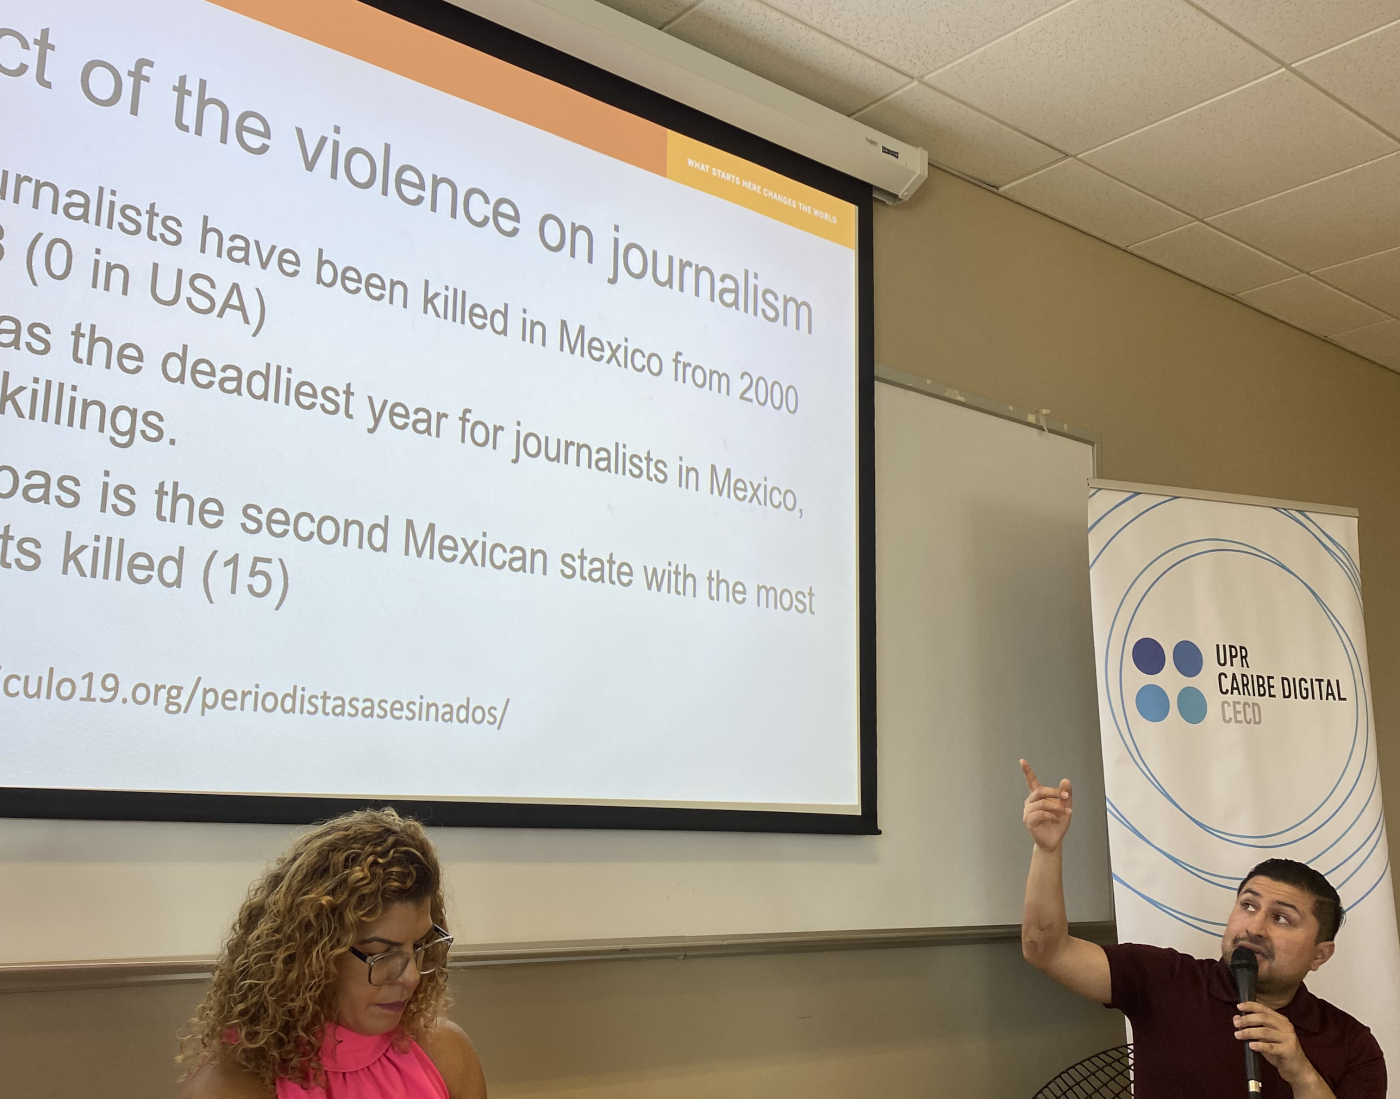 ct of the violence on journalism
WHAT STARTS HERE CHANGES THE WORLD
urnalists have been killed in Mexico from 2000
3 (0 in USA)
as the deadliest year for journalists in Mexico,
killings.
pas is the second Mexican state with the most
ts killed (15)
culo19.org/periodistasasesinados/
UPR
CARIBE DIGITAL
CECD